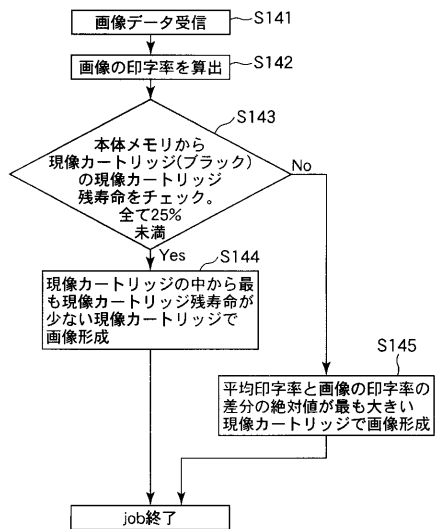 画像データ受信
S141
画像の印字率を算出
S142
S143
本体メモリから
現像カートリッジ(ブラック)
の現像カートリッジ
残寿命をチェック。
全て25%
未満
No
Yes
S144
現像カートリッジの中から最
も現像カートリッジ残寿命が
少ない現像カートリッジで
画像形成
S145
平均印字率と画像の印字率の
差分の絶対値が最も大きい
現像カートリッジで画像形成
job終了